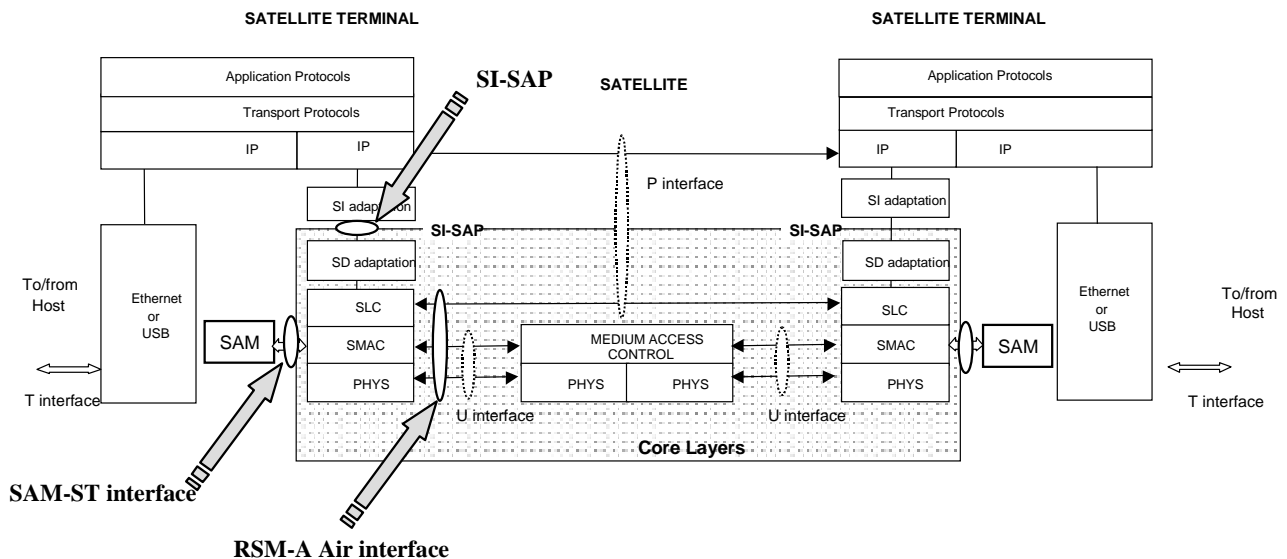 SATELLITE TERMINAL
SATELLITE TERMINAL
Application Protocols
Transport Protocols
IP
IP
SI-SAP
SATELLITE
Application Protocols
Transport Protocols
IP
IP
P interface
SI adaptation
SI adaptation
SI-SAP
SI-SAP
SD adaptation
SD adaptation
To/from
Host
Ethernet
or
USB
SAM
SLC
SMAC
PHYS
MEDIUM ACCESS
CONTROL
PHYS
PHYS
SLC
SMAC
PHYS
SAM
Ethernet
or
USB
To/from
Host
T interface
U interface
U interface
T interface
Core Layers
SAM-ST interface
RSM-A Air interface